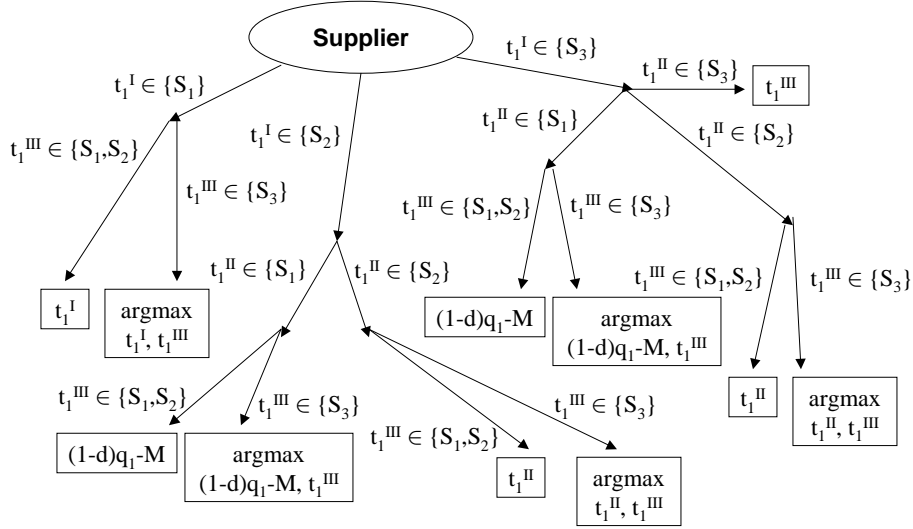 Supplier
t₁ᴵ ∈ {S₃}
t₁ᴵᴵ ∈ {S₃}
t₁ᴵᴵᴵ
t₁ᴵ ∈ {S₁}
t₁ᴵᴵ ∈ {S₁}
t₁ᴵ ∈ {S₂}
t₁ᴵᴵ ∈ {S₂}
t₁ᴵᴵᴵ ∈ {S₁,S₂}
t₁ᴵᴵᴵ ∈ {S₃}
t₁ᴵᴵᴵ ∈ {S₁,S₂}
t₁ᴵᴵᴵ ∈ {S₃}
t₁ᴵᴵ ∈ {S₁}
t₁ᴵᴵ ∈ {S₂}
t₁ᴵᴵᴵ ∈ {S₁,S₂}
t₁ᴵᴵᴵ ∈ {S₃}
t₁ᴵ
argmax
t₁ᴵ, t₁ᴵᴵᴵ
(1-d)q₁-M
argmax
(1-d)q₁-M, t₁ᴵᴵᴵ
t₁ᴵᴵᴵ ∈ {S₁,S₂}
t₁ᴵᴵᴵ ∈ {S₃}
t₁ᴵᴵᴵ ∈ {S₁,S₂}
t₁ᴵᴵᴵ ∈ {S₃}
t₁ᴵᴵ
argmax
t₁ᴵᴵ, t₁ᴵᴵᴵ
(1-d)q₁-M
argmax
(1-d)q₁-M, t₁ᴵᴵᴵ
t₁ᴵᴵ
argmax
t₁ᴵᴵ, t₁ᴵᴵᴵ